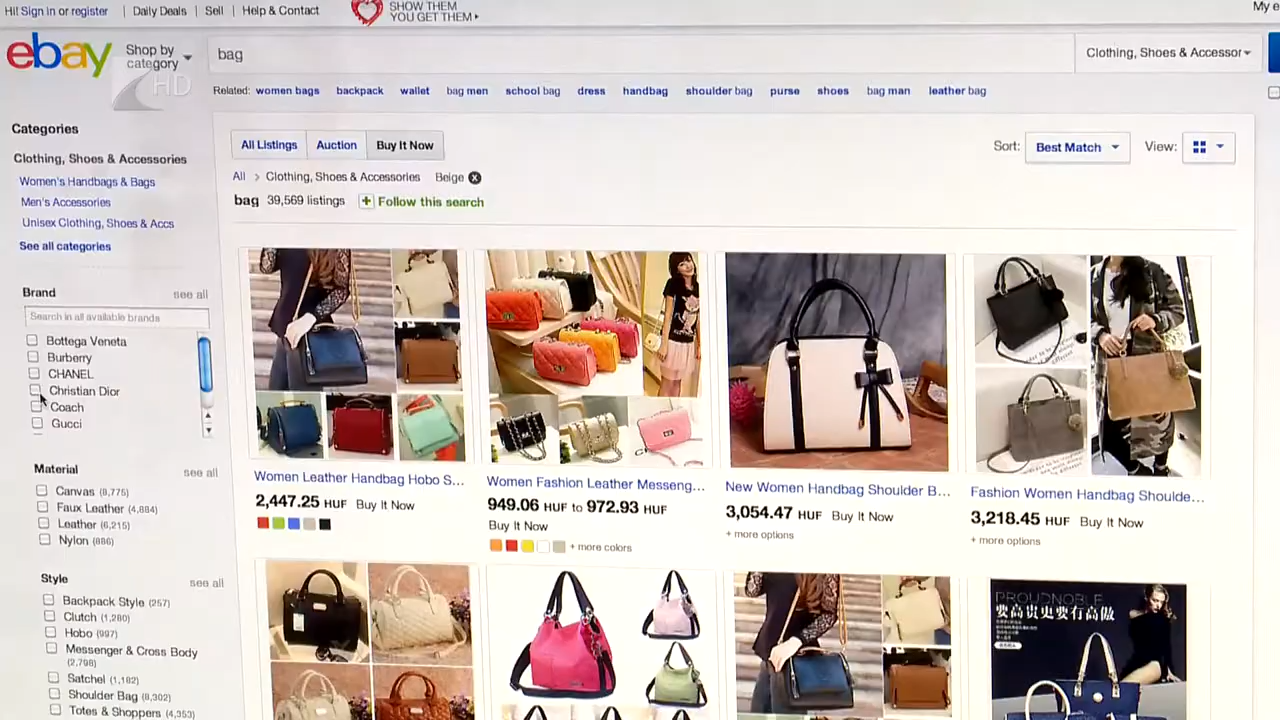 Hi! Sign in or register | Daily Deals | Sell | Help & Contact
SHOW THEM
YOU GET THEM
My e
ebay
Shop by
category
bag
Clothing, Shoes & Accessor
HD
Related: women bags backpack wallet bag men school bag dress handbag shoulder bag purse shoes bag man leather bag
Categories
Clothing, Shoes & Accessories
Women's Handbags & Bags
Men's Accessories
Unisex Clothing, Shoes & Accs
See all categories
All Listings Auction Buy It Now
Sort: Best Match View:
All > Clothing, Shoes & Accessories Beige
bag 39,569 listings + Follow this search
Brand see all
Search in all available brands
Bottega Veneta
Burberry
CHANEL
Christian Dior
Coach
Gucci
Material see all
Canvas (8,775)
Faux Leather (4,884)
Leather (6,215)
Nylon (886)
Style see all
Backpack Style (257)
Clutch (1,280)
Hobo (997)
Messenger & Cross Body
(2,798)
Satchel (1,182)
Shoulder Bag (8,302)
Totes & Shoppers (4,353)
Women Leather Handbag Hobo S...
2,447.25 HUF Buy It Now
Women Fashion Leather Messeng...
949.06 HUF to 972.93 HUF
Buy It Now
+ more colors
New Women Handbag Shoulder B...
3,054.47 HUF Buy It Now
+ more options
Fashion Women Handbag Shoulde...
3,218.45 HUF Buy It Now
+ more options
PROUDNOBLE
要高贵更要有高傲